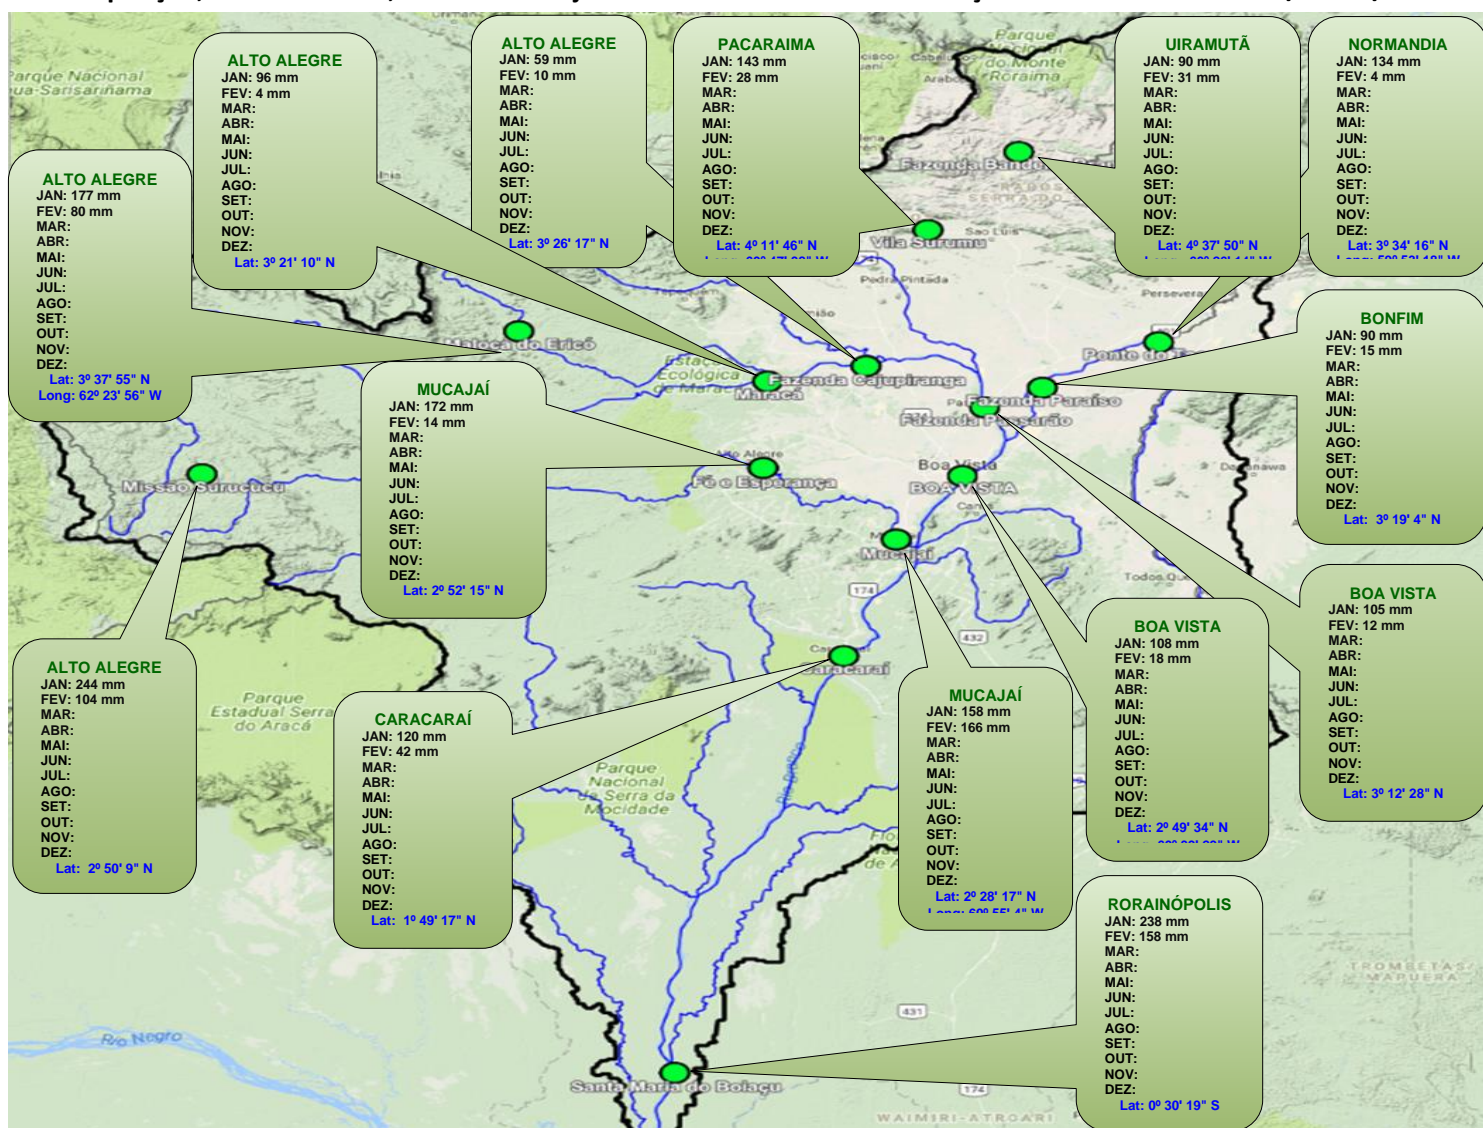 ALTO ALEGRE
JAN: 96 mm
FEV: 4 mm
MAR:
ABR:
MAI:
JUN:
JUL:
AGO:
SET:
OUT:
NOV:
DEZ:
Lat: 3º 21' 10" N
ALTO ALEGRE
JAN: 59 mm
FEV: 10 mm
MAR:
ABR:
MAI:
JUN:
JUL:
AGO:
SET:
OUT:
NOV:
DEZ:
Lat: 3º 26' 17" N
PACARAIMA
JAN: 143 mm
FEV: 28 mm
MAR:
ABR:
MAI:
JUN:
JUL:
AGO:
SET:
OUT:
NOV:
DEZ:
Lat: 4º 11' 46" N
UIRAMUTÃ
JAN: 90 mm
FEV: 31 mm
MAR:
ABR:
MAI:
JUN:
JUL:
AGO:
SET:
OUT:
NOV:
DEZ:
Lat: 4º 37' 50" N
NORMANDIA
JAN: 134 mm
FEV: 4 mm
MAR:
ABR:
MAI:
JUN:
JUL:
AGO:
SET:
OUT:
NOV:
DEZ:
Lat: 3º 34' 16" N
ALTO ALEGRE
JAN: 177 mm
FEV: 80 mm
MAR:
ABR:
MAI:
JUN:
JUL:
AGO:
SET:
OUT:
NOV:
DEZ:
Lat: 3º 37' 55" N
Long: 62º 23' 56" W
MUCAJAÍ
JAN: 172 mm
FEV: 14 mm
MAR:
ABR:
MAI:
JUN:
JUL:
AGO:
SET:
OUT:
NOV:
DEZ:
Lat: 2º 52' 15" N
BONFIM
JAN: 90 mm
FEV: 15 mm
MAR:
ABR:
MAI:
JUN:
JUL:
AGO:
SET:
OUT:
NOV:
DEZ:
Lat: 3º 19' 4" N
ALTO ALEGRE
JAN: 244 mm
FEV: 104 mm
MAR:
ABR:
MAI:
JUN:
JUL:
AGO:
SET:
OUT:
NOV:
DEZ:
Lat: 2º 50' 9" N
CARACARAÍ
JAN: 120 mm
FEV: 42 mm
MAR:
ABR:
MAI:
JUN:
JUL:
AGO:
SET:
OUT:
NOV:
DEZ:
Lat: 1º 49' 17" N
MUCAJAÍ
JAN: 158 mm
FEV: 166 mm
MAR:
ABR:
MAI:
JUN:
JUL:
AGO:
SET:
OUT:
NOV:
DEZ:
Lat: 2º 28' 17" N
Long: 60º 55' 4" W
BOA VISTA
JAN: 108 mm
FEV: 18 mm
MAR:
ABR:
MAI:
JUN:
JUL:
AGO:
SET:
OUT:
NOV:
DEZ:
Lat: 2º 49' 34" N
BOA VISTA
JAN: 105 mm
FEV: 12 mm
MAR:
ABR:
MAI:
JUN:
JUL:
AGO:
SET:
OUT:
NOV:
DEZ:
Lat: 3º 12' 28" N
RORAINÓPOLIS
JAN: 238 mm
FEV: 158 mm
MAR:
ABR:
MAI:
JUN:
JUL:
AGO:
SET:
OUT:
NOV:
DEZ:
Lat: 0º 30' 19" S
Parque
do Monte
Roraima
Parque Nacional
Fazenda
Vila Surumu
Sao Luis
Pedra Pintada
Maloca do Ericó
Ponte do
Estação
Ecológica
de Maracá
Maracá
Fazenda Cajupiranga
Fazenda Paraíso
Fazenda Passarão
Missão Surucucu
Alto Alegre
Fé e Esperança
Boa Vista
BOA VISTA
Mucajaí
174
432
Caracaraí
Parque
Estadual Serra
do Aracá
Parque
Nacional
da Serra da
Mocidade
Rio Branco
Rio Negro
431
174
Santa Maria do Boiaçu
WAIMIRI-ATROARI
TROMBETAS/
MAPUERA